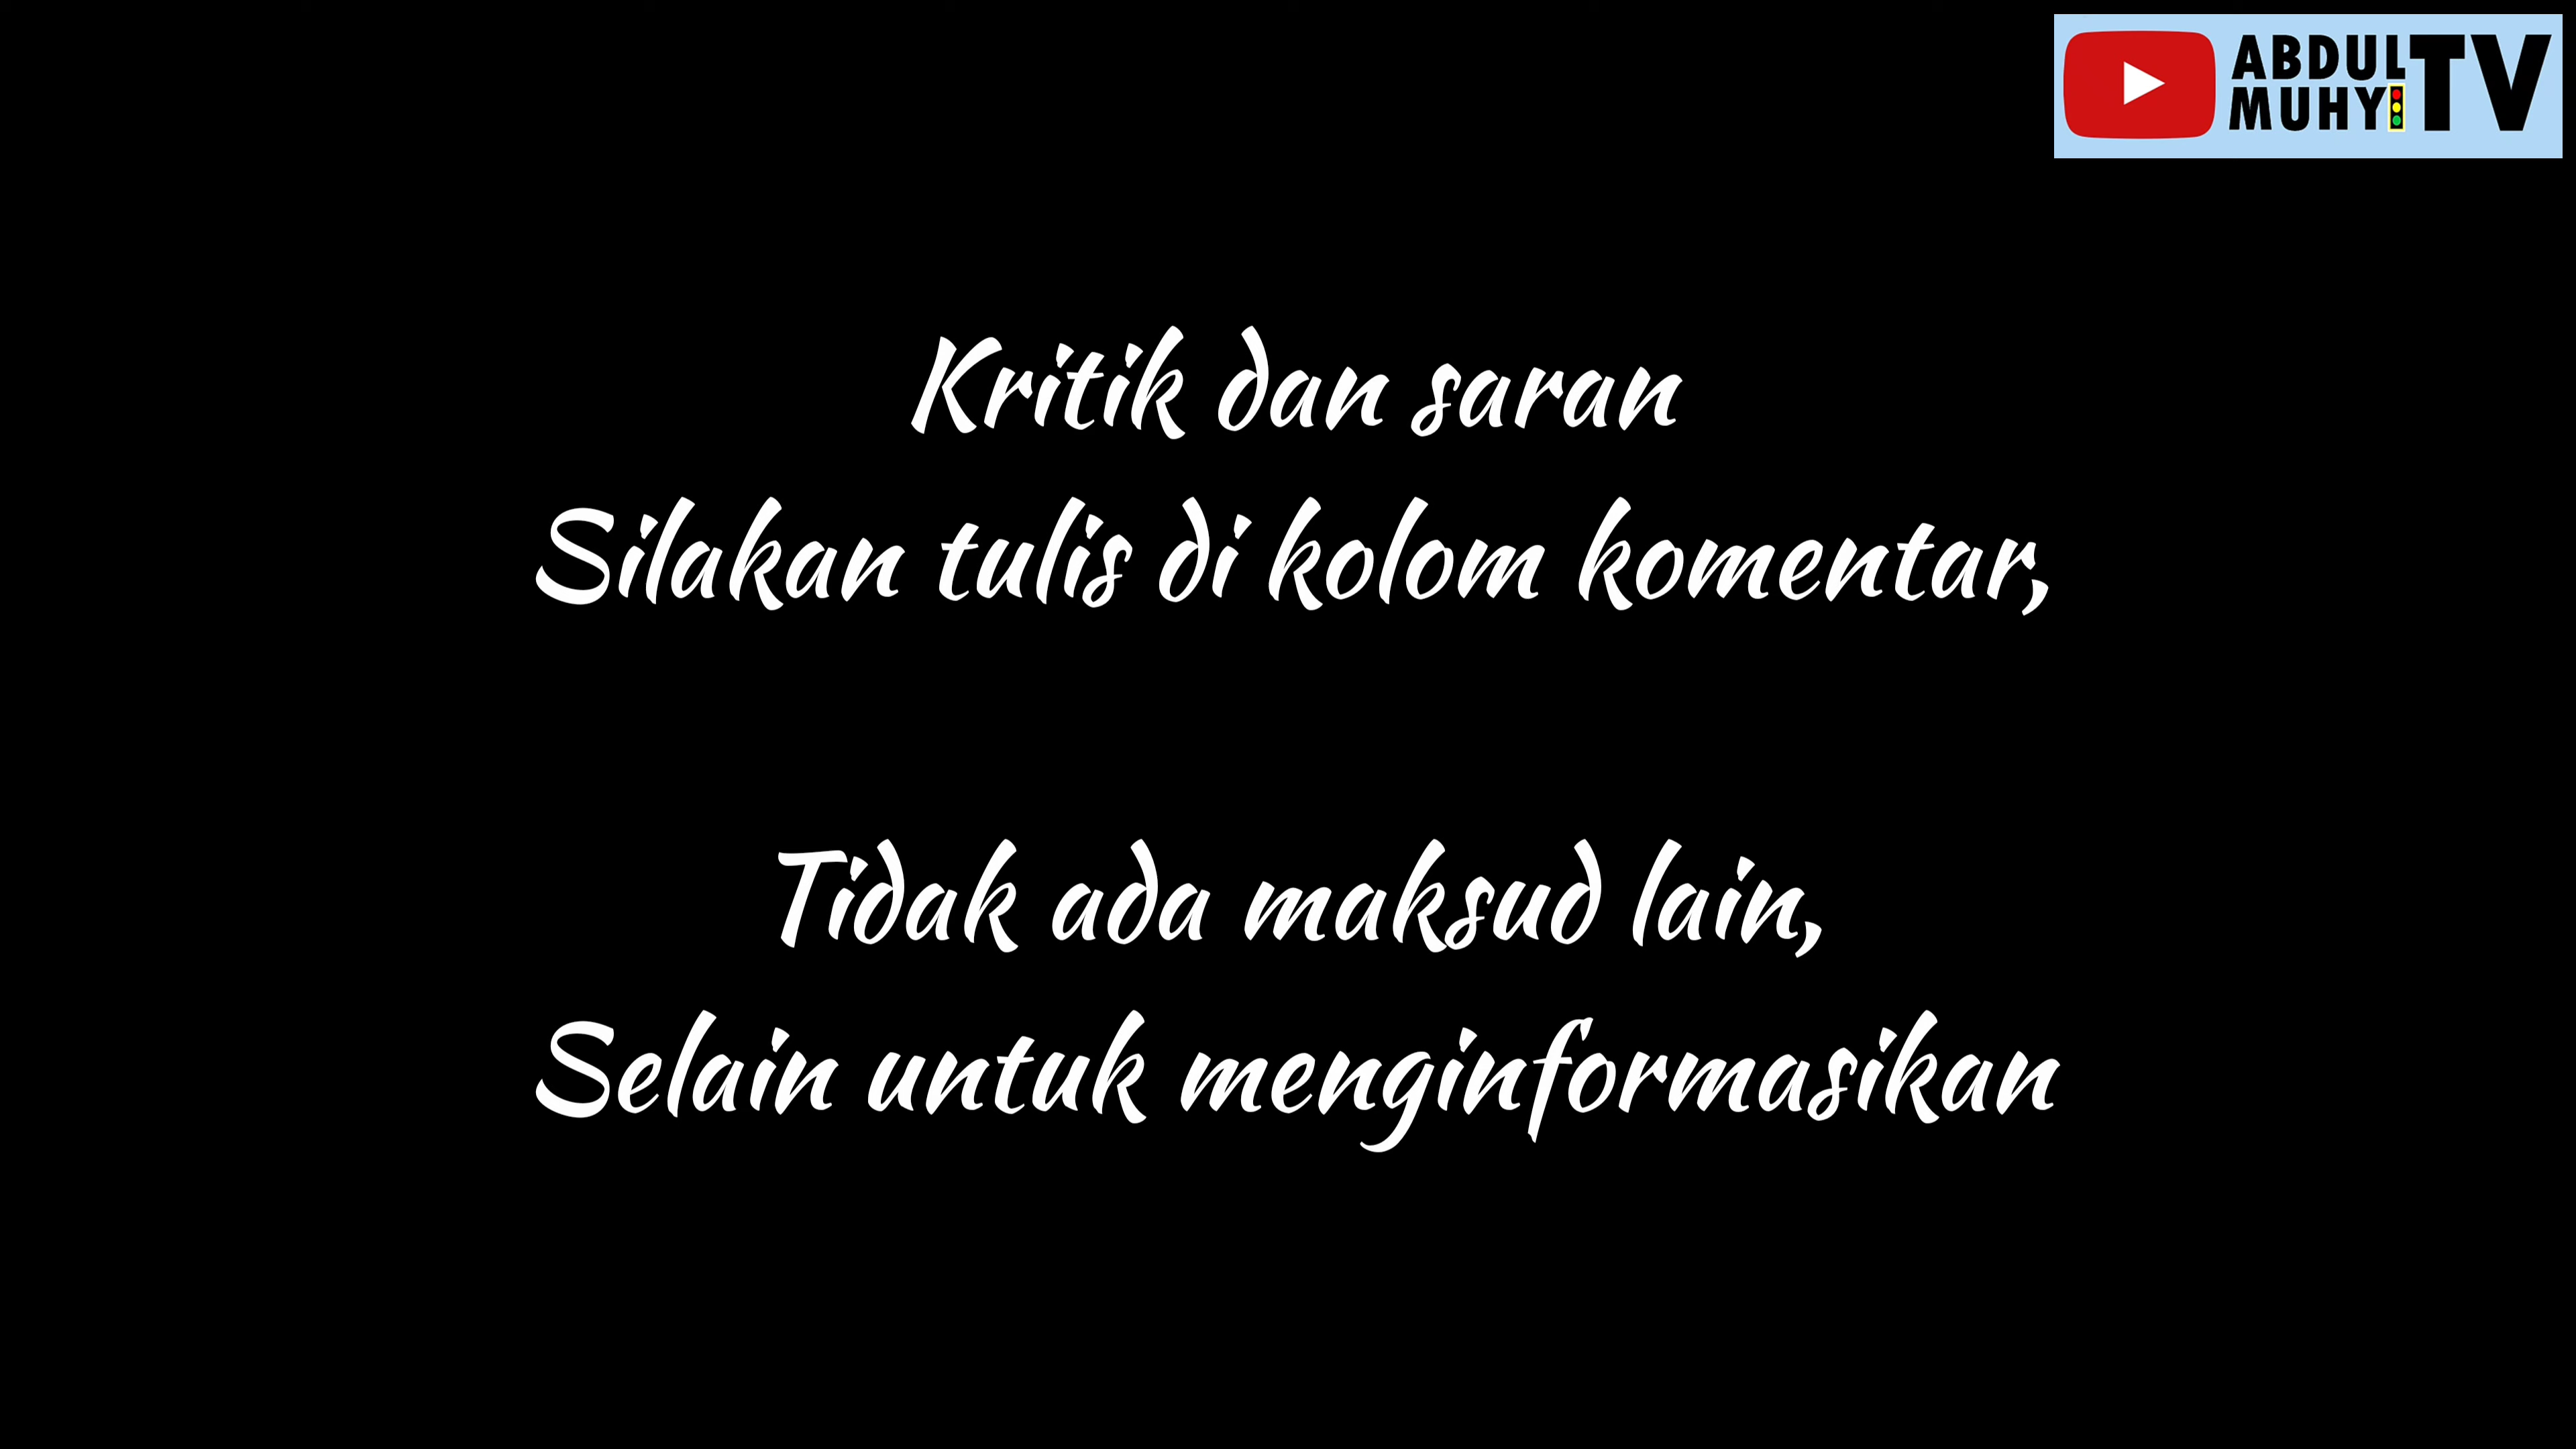 ABDUL
MUHYI TV
Kritik dan saran
Silakan tulis di kolom komentar,
Tidak ada maksud lain,
Selain untuk menginformasikan